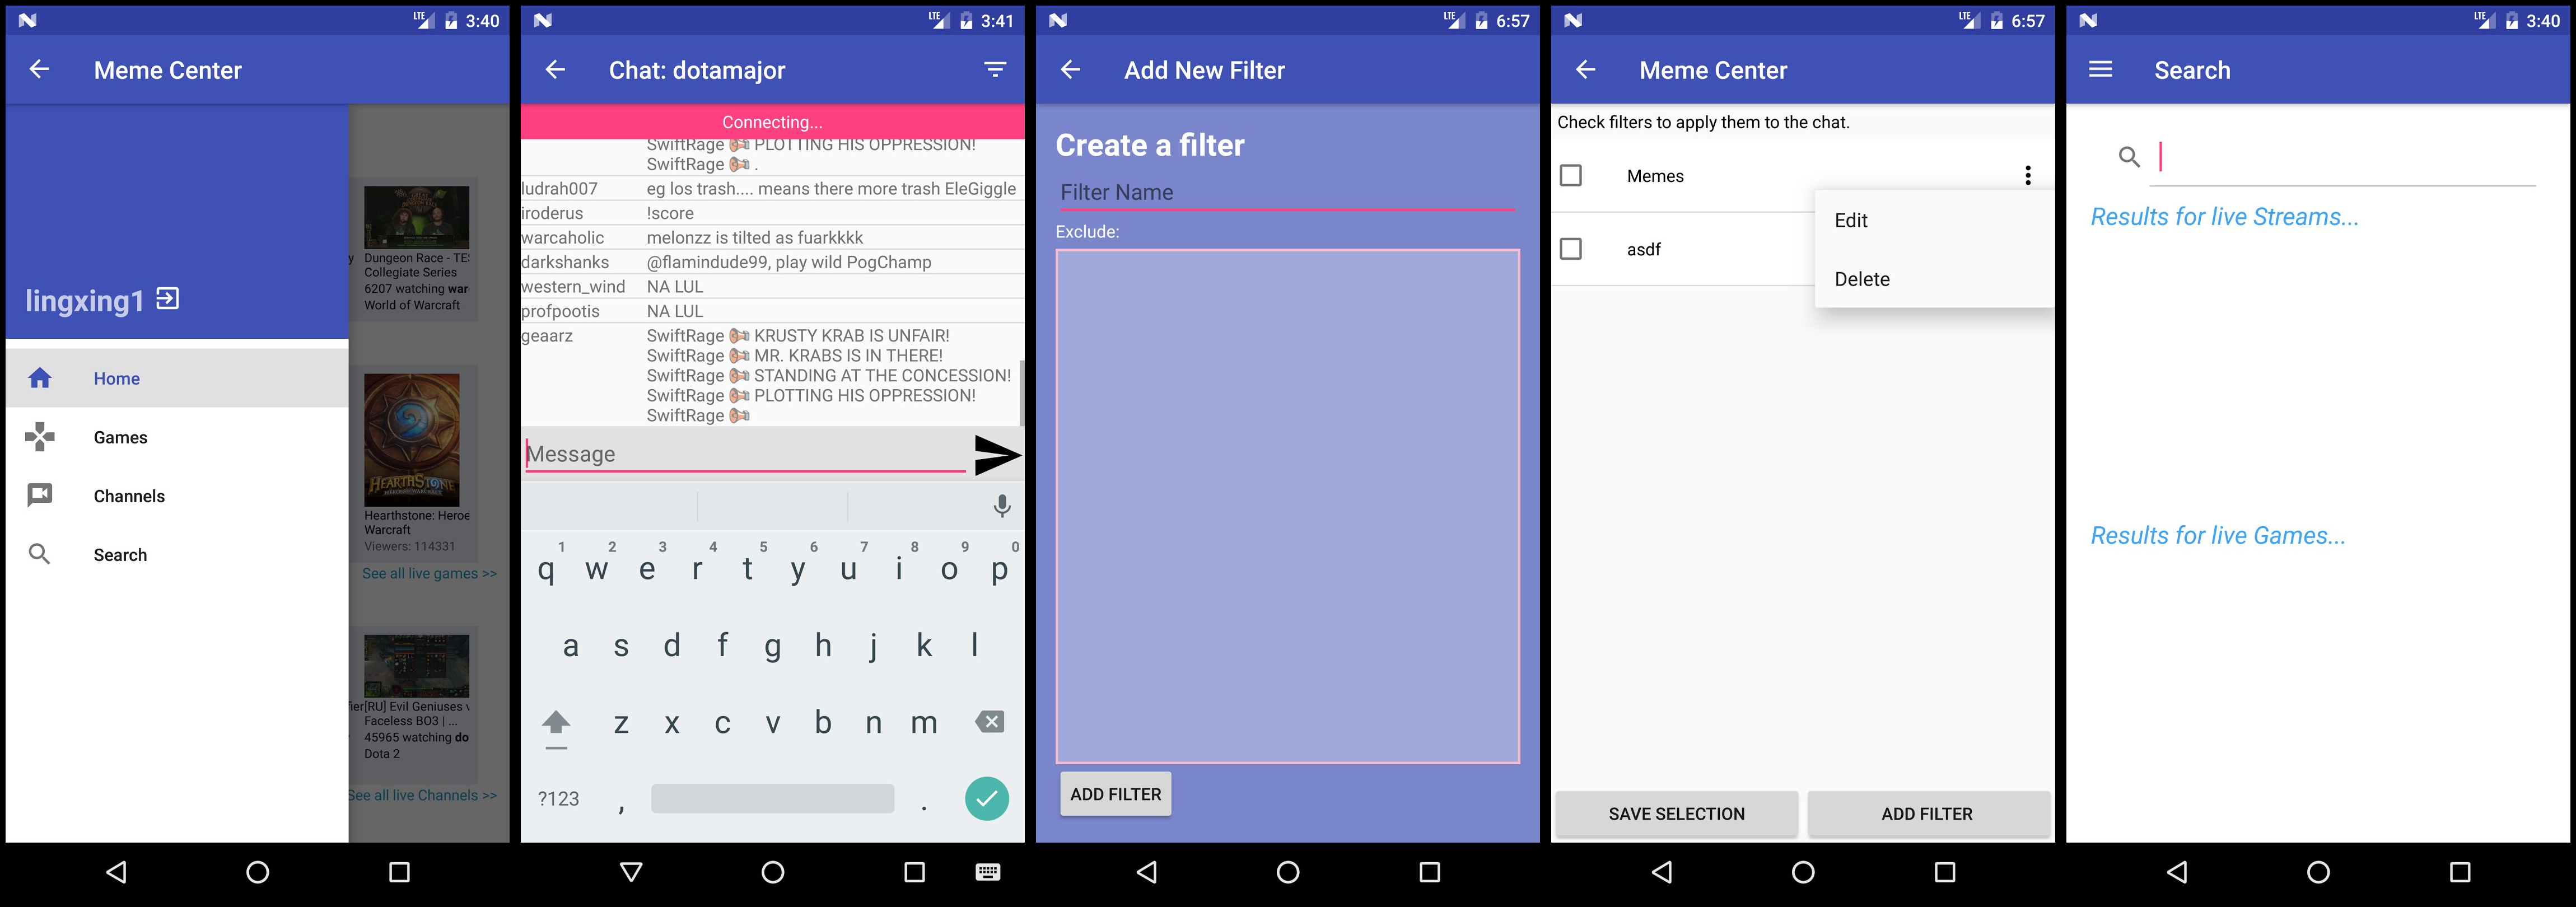 LTE 3:40
Meme Center
lingxing1
Home
Games
Channels
Search
Dungeon Race - TES
Collegiate Series
6207 watching war
World of Warcraft
HEARTHSTONE
Hearthstone: Heroe
Warcraft
Viewers: 114331
See all live games >>
[RU] Evil Geniuses v
Faceless BO3 | ...
45965 watching do
Dota 2
See all live Channels >>
LTE 3:41
Chat: dotamajor
Connecting...
SwiftRage PLOTTING HIS OPPRESSION!
SwiftRage .
ludrah007 eg los trash.... means there more trash EleGiggle
iroderus !score
warcaholic melonzz is tilted as fuarkkkk
darkshanks @flamindude99, play wild PogChamp
western_wind NA LUL
profpootis NA LUL
geaarz SwiftRage KRUSTY KRAB IS UNFAIR!
SwiftRage MR. KRABS IS IN THERE!
SwiftRage STANDING AT THE CONCESSION!
SwiftRage PLOTTING HIS OPPRESSION!
SwiftRage
Message
1 2 3 4 5 6 7 8 9 0
q w e r t y u i o p
a s d f g h j k l
z x c v b n m
?123 , .
LTE 6:57
Add New Filter
Create a filter
Filter Name
Exclude:
ADD FILTER
LTE 6:57
Meme Center
Check filters to apply them to the chat.
Memes
Edit
asdf
Delete
SAVE SELECTION ADD FILTER
LTE 3:40
Search
Results for live Streams...
Results for live Games...